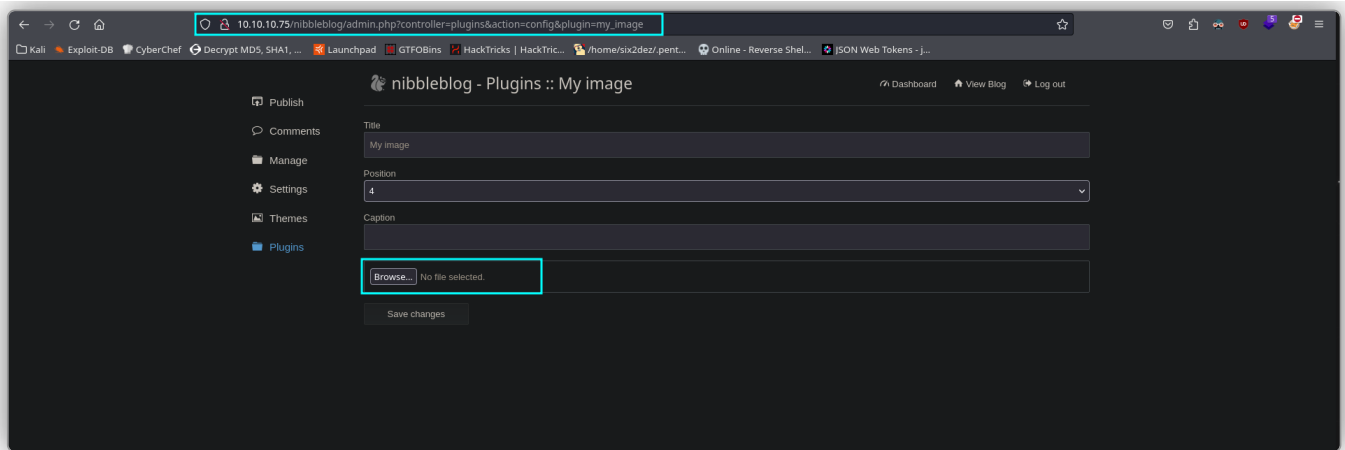 10.10.10.75/nibbleblog/admin.php?controller=plugins&action=config&plugin=my_image
5
Kali Exploit-DB CyberChef Decrypt MD5, SHA1, ... Launchpad GTFOBins HackTricks | HackTric... /home/six2dez/.pent... Online - Reverse Shel... JSON Web Tokens - j...
nibbleblog - Plugins :: My image
Dashboard View Blog Log out
Publish
Comments
Manage
Settings
Themes
Plugins
Title
My image
Position
4
Caption
Browse... No file selected.
Save changes